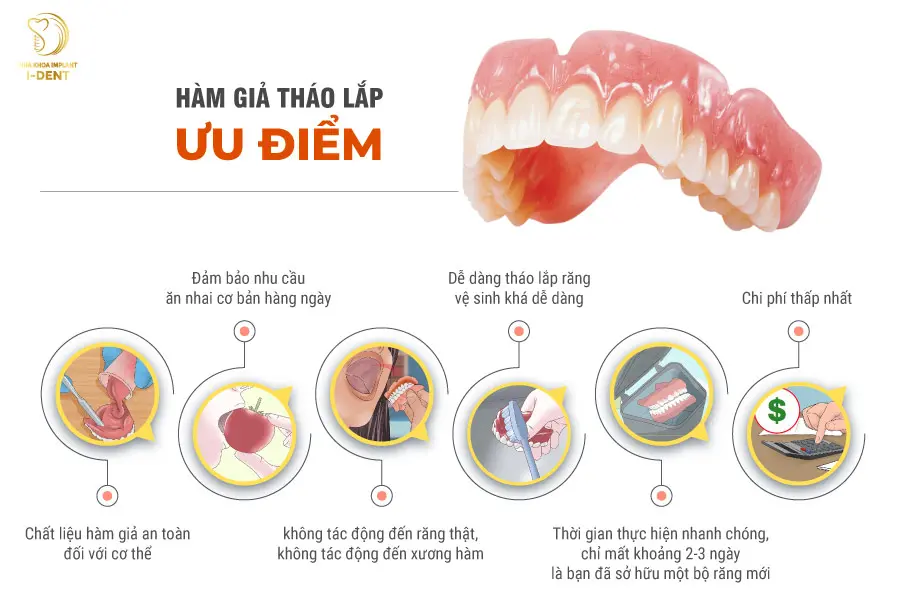 NHA KHOA IMPLANT
I-DENT
HÀM GIẢ THÁO LẮP
ƯU ĐIỂM
Đảm bảo nhu cầu
ăn nhai cơ bản hàng ngày
Dễ dàng tháo lắp răng
vệ sinh khá dễ dàng
Chi phí thấp nhất
$
Chất liệu hàm giả an toàn
đối với cơ thể
không tác động đến răng thật,
không tác động đến xương hàm
Thời gian thực hiện nhanh chóng,
chỉ mất khoảng 2-3 ngày
là bạn đã sở hữu một bộ răng mới